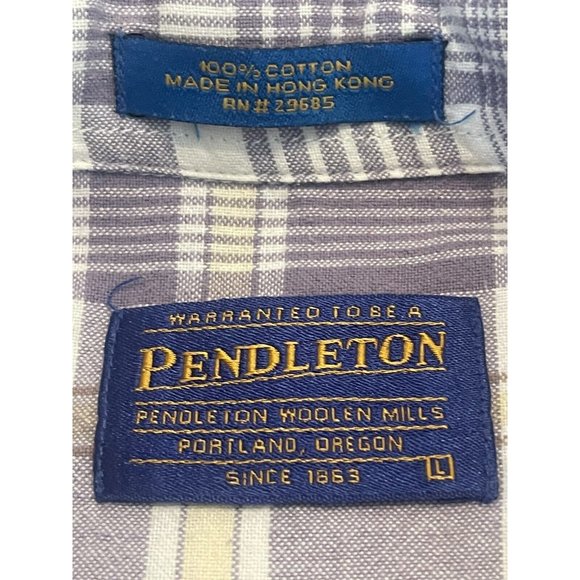 100% COTTON
MADE IN HONG KONG
RN# 29685
WARRANTED TO BE A
PENDLETON
PENDLETON WOOLEN MILLS
PORTLAND, OREGON
SINCE 1863
L